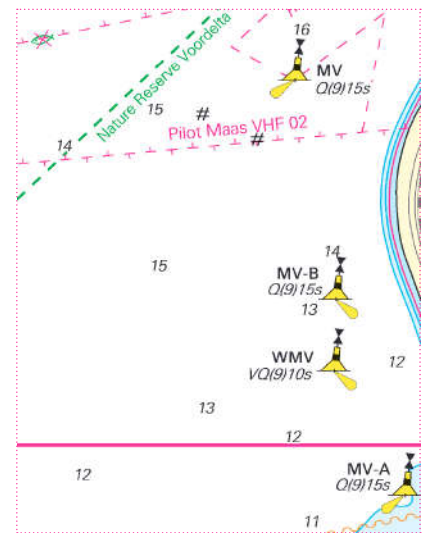 16
MV
Q(9)15s
Nature Reserve Voordelta
15
#
14
Pilot Maas VHF 02
#
14
15
MV-B
Q(9)15s
13
WMV
VQ(9)10s
12
13
12
12
MV-A
Q(9)15s
11